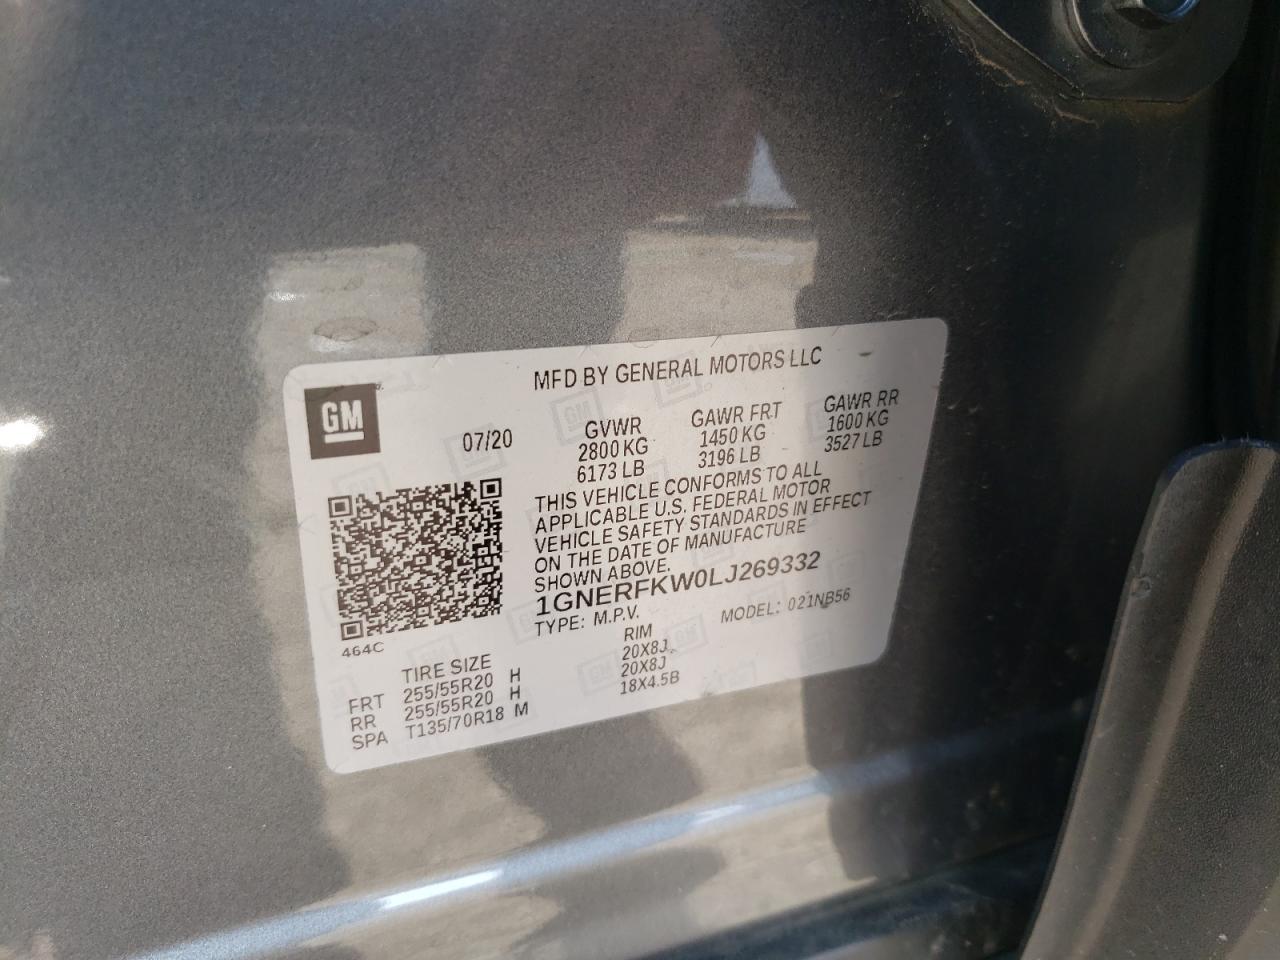 MFD BY GENERAL MOTORS LLC
GM
07/20
GVWR GAWR FRT GAWR RR
2800 KG 1450 KG 1600 KG
6173 LB 3196 LB 3527 LB
THIS VEHICLE CONFORMS TO ALL
APPLICABLE U.S. FEDERAL MOTOR
VEHICLE SAFETY STANDARDS IN EFFECT
ON THE DATE OF MANUFACTURE
SHOWN ABOVE.
1GNERFKW0LJ269332
TYPE: M.P.V. MODEL: 021NB56
464C
TIRE SIZE RIM
FRT 255/55R20 H 20X8J
RR 255/55R20 H 20X8J
SPA T135/70R18 M 18X4.5B